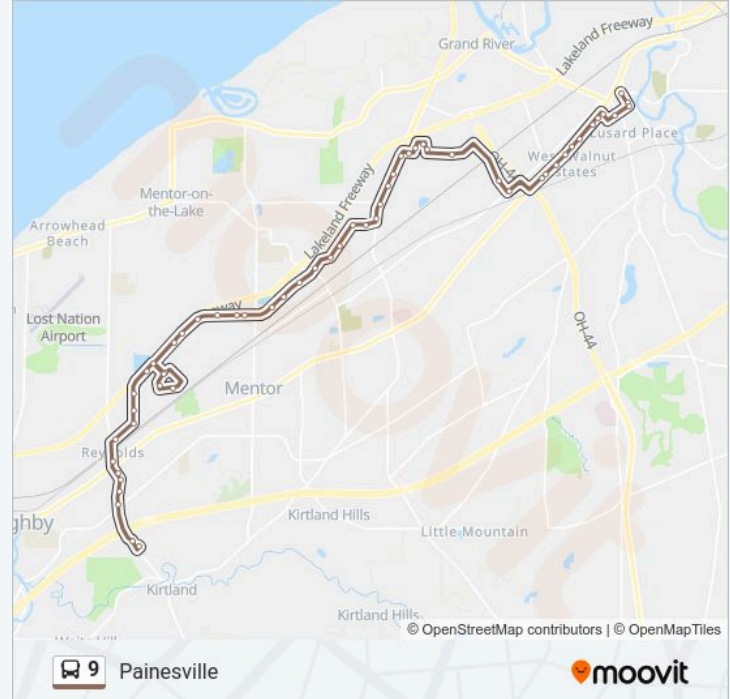 Lakeland Freeway
Grand River
Lusard Place
OH-44
West Walnut
Estates
Mentor-on-
the-Lake
Lakeland Freeway
Arrowhead
Beach
Lost Nation
Airport
OH-44
Mentor
Reynolds
ghby
Kirtland Hills
Little Mountain
Kirtland
Kirtland Hills
© OpenStreetMap contributors | © OpenMapTiles
9 Painesville
moovit